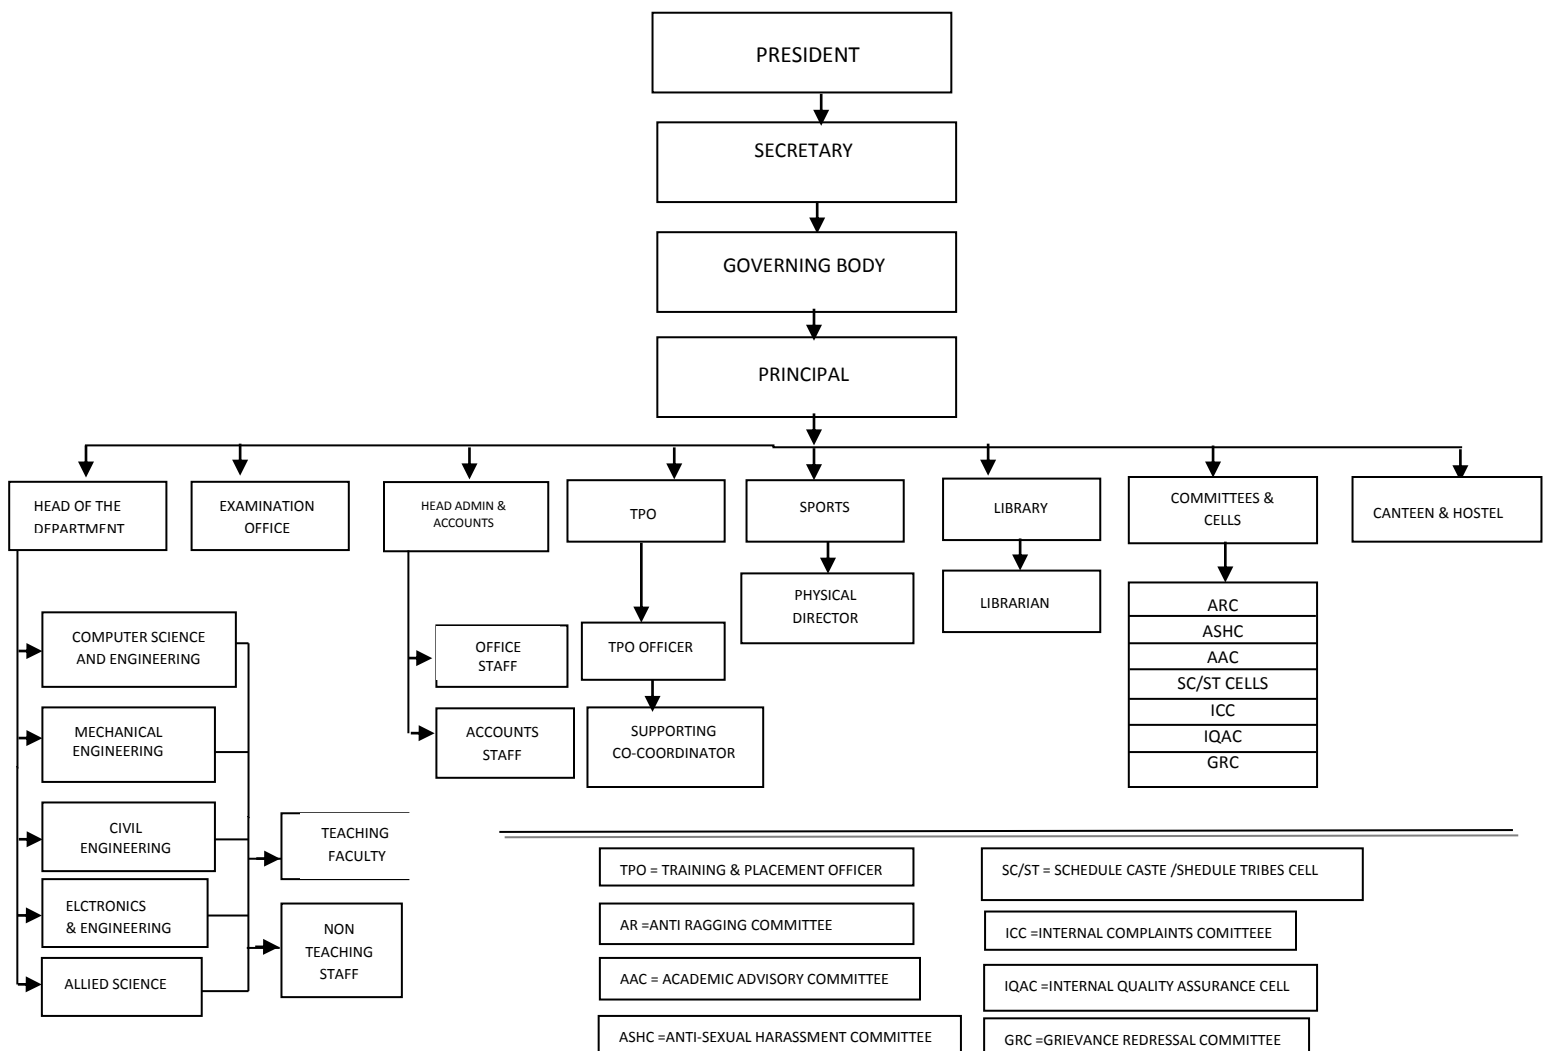 PRESIDENT
SECRETARY
GOVERNING BODY
PRINCIPAL
HEAD OF THE
DEPARTMENT
EXAMINATION
OFFICE
HEAD ADMIN &
ACCOUNTS
TPO
SPORTS
LIBRARY
COMMITTEES &
CELLS
CANTEEN & HOSTEL
COMPUTER SCIENCE
AND ENGINEERING
MECHANICAL
ENGINEERING
CIVIL
ENGINEERING
ELCTRONICS
& ENGINEERING
ALLIED SCIENCE
TEACHING
FACULTY
NON
TEACHING
STAFF
OFFICE
STAFF
ACCOUNTS
STAFF
TPO OFFICER
SUPPORTING
CO-COORDINATOR
PHYSICAL
DIRECTOR
LIBRARIAN
ARC
ASHC
AAC
SC/ST CELLS
ICC
IQAC
GRC
TPO = TRAINING & PLACEMENT OFFICER
AR =ANTI RAGGING COMMITTEE
AAC = ACADEMIC ADVISORY COMMITTEE
ASHC =ANTI-SEXUAL HARASSMENT COMMITTEE
SC/ST = SCHEDULE CASTE /SHEDULE TRIBES CELL
ICC =INTERNAL COMPLAINTS COMITTEEE
IQAC =INTERNAL QUALITY ASSURANCE CELL
GRC =GRIEVANCE REDRESSAL COMMITTEE